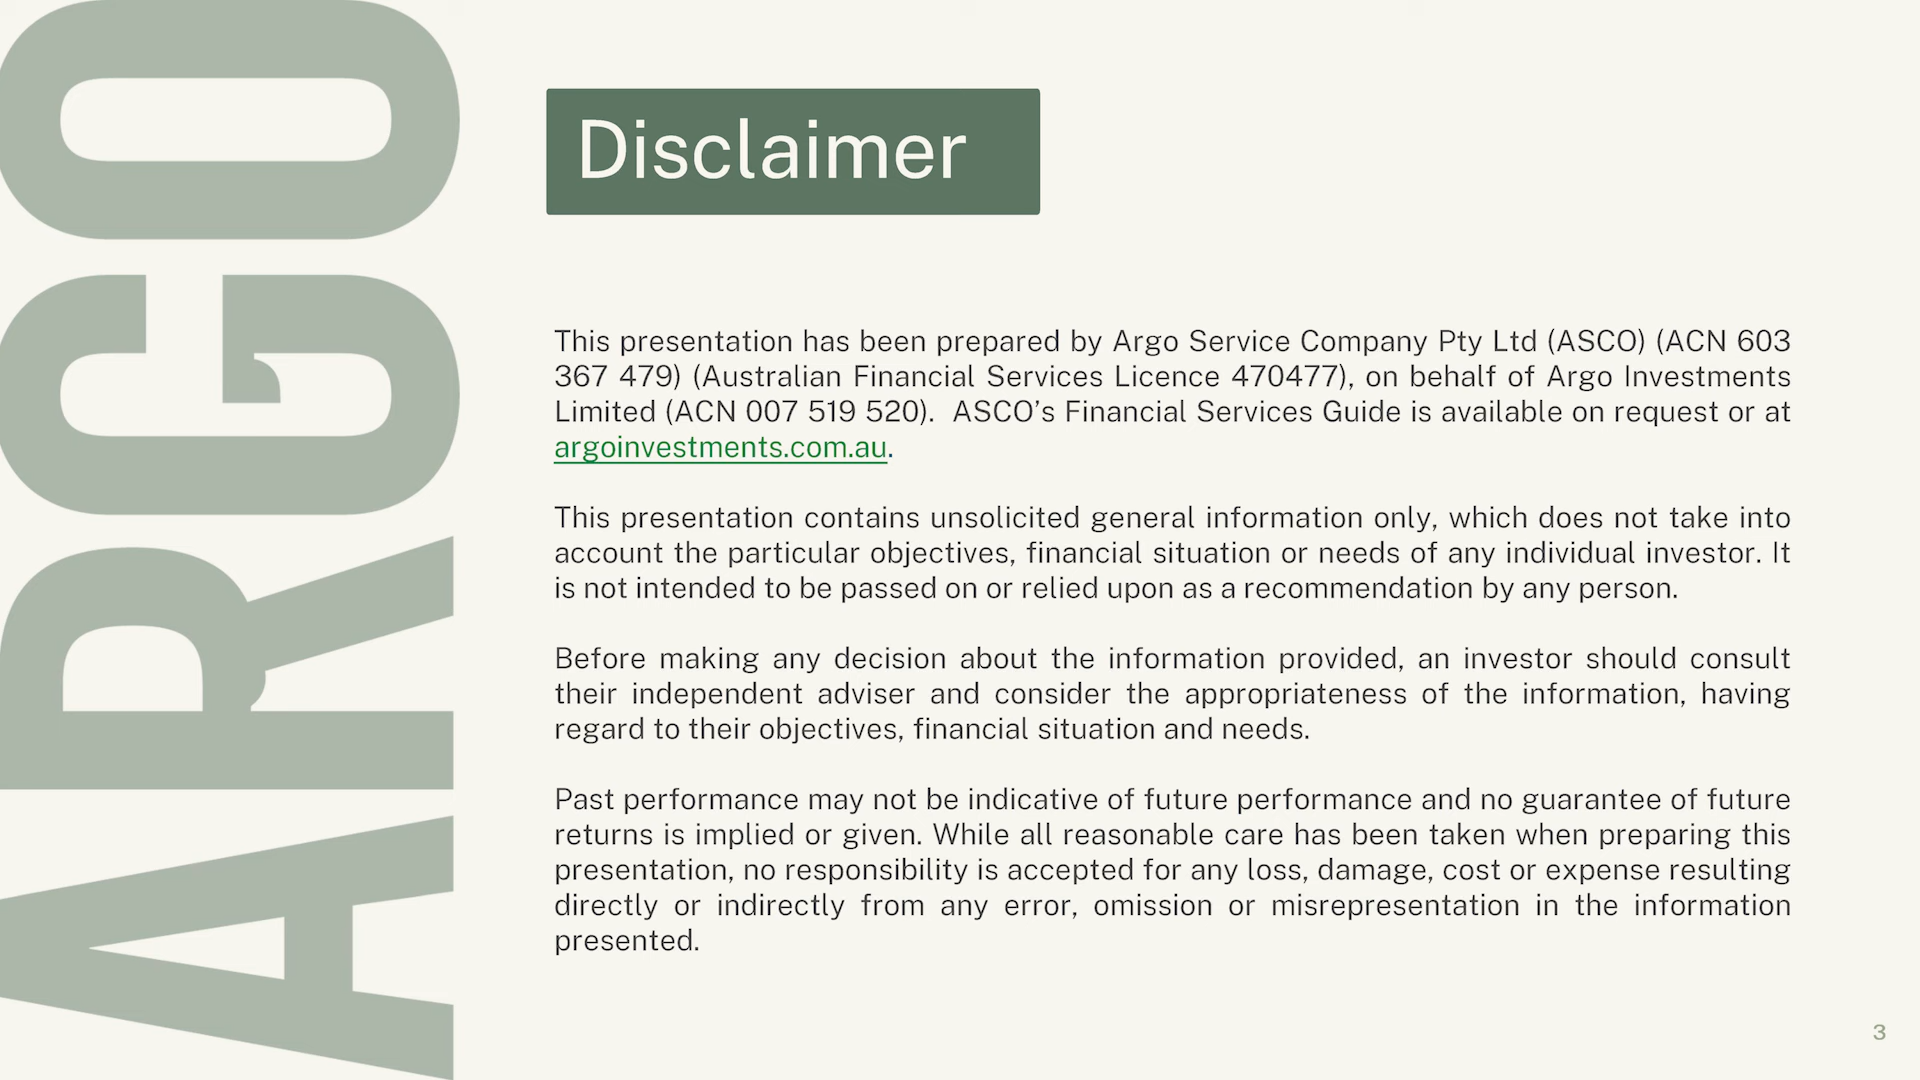 ARGO
Disclaimer
This presentation has been prepared by Argo Service Company Pty Ltd (ASCO) (ACN 603
367 479) (Australian Financial Services Licence 470477), on behalf of Argo Investments
Limited (ACN 007 519 520).  ASCO’s Financial Services Guide is available on request or at
argoinvestments.com.au.
This presentation contains unsolicited general information only, which does not take into
account the particular objectives, financial situation or needs of any individual investor. It
is not intended to be passed on or relied upon as a recommendation by any person.
Before making any decision about the information provided, an investor should consult
their independent adviser and consider the appropriateness of the information, having
regard to their objectives, financial situation and needs.
Past performance may not be indicative of future performance and no guarantee of future
returns is implied or given. While all reasonable care has been taken when preparing this
presentation, no responsibility is accepted for any loss, damage, cost or expense resulting
directly or indirectly from any error, omission or misrepresentation in the information
presented.
3